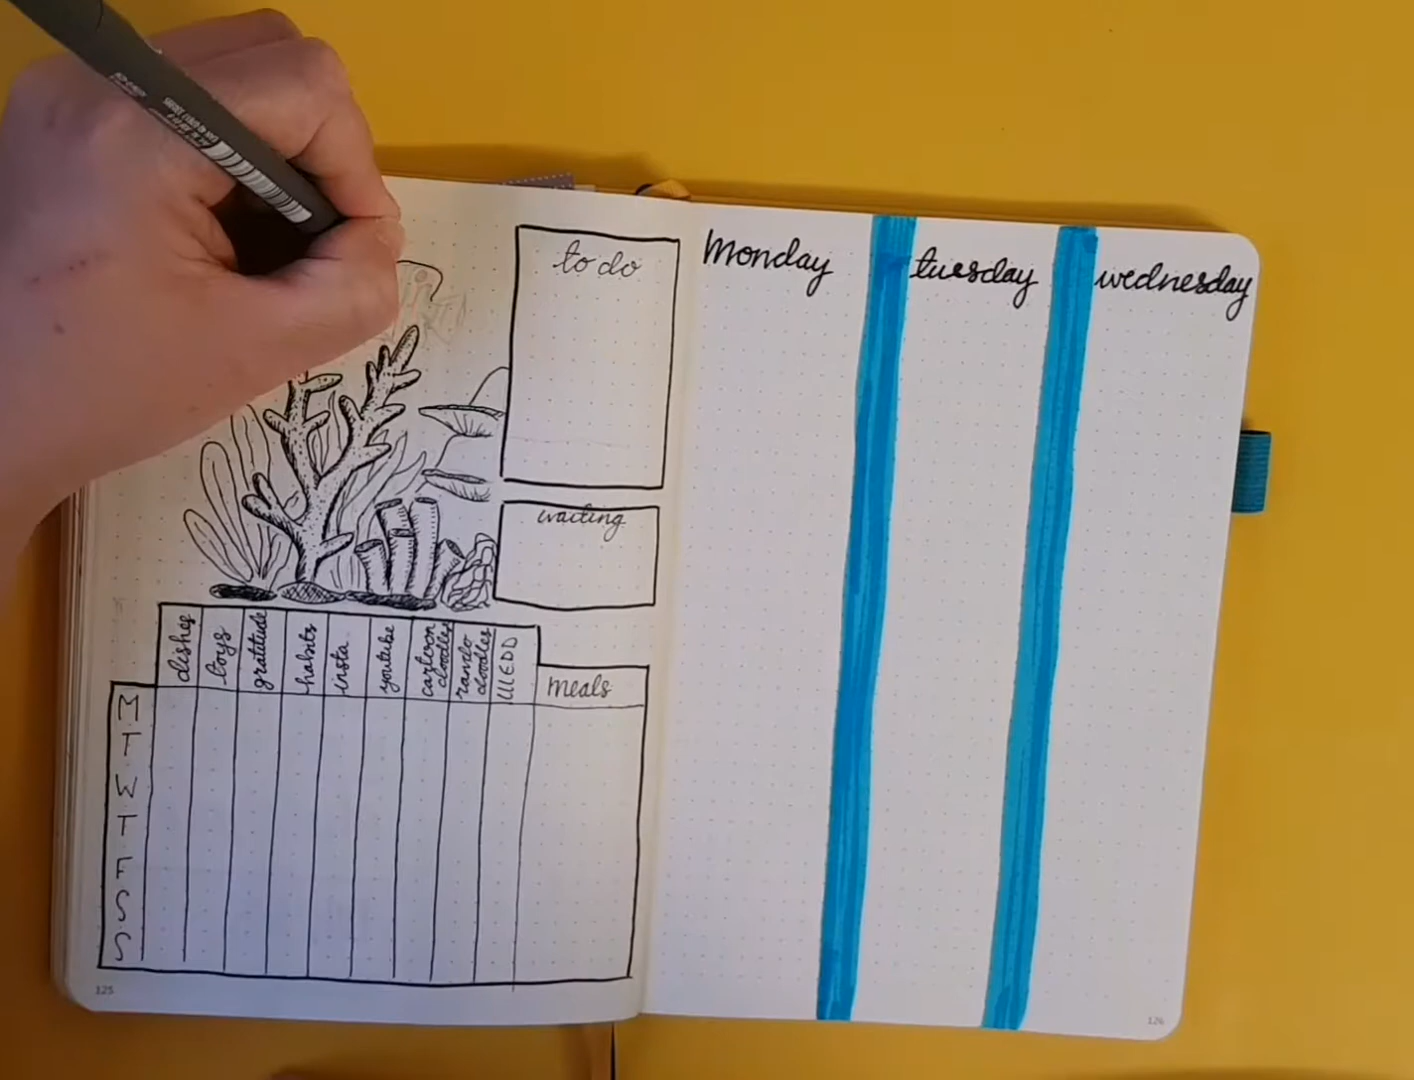 to do
monday
tuesday
wednesday
waiting
dishes
toys
gratitude
habits
insta
youtube
cartoon
doodles
rando
doodles
WEDD
meals
M
T
W
T
F
S
S
125
126